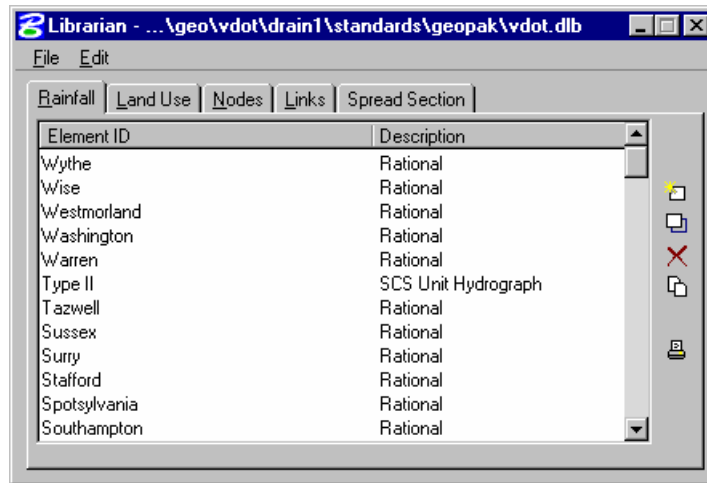 Librarian - ...\geo\vdot\drain1\standards\geopak\vdot.dlb
File Edit
Rainfall Land Use Nodes Links Spread Section
Element ID Description
Wythe Rational
Wise Rational
Westmorland Rational
Washington Rational
Warren Rational
Type II SCS Unit Hydrograph
Tazwell Rational
Sussex Rational
Surry Rational
Stafford Rational
Spotsylvania Rational
Southampton Rational